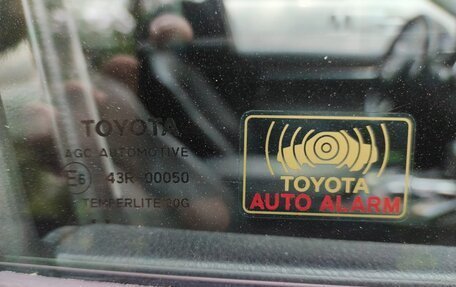 TOYOTA
AGC AUTOMOTIVE
E6 43R-00050
TEMPERLITE 20G
TOYOTA
AUTO ALARM